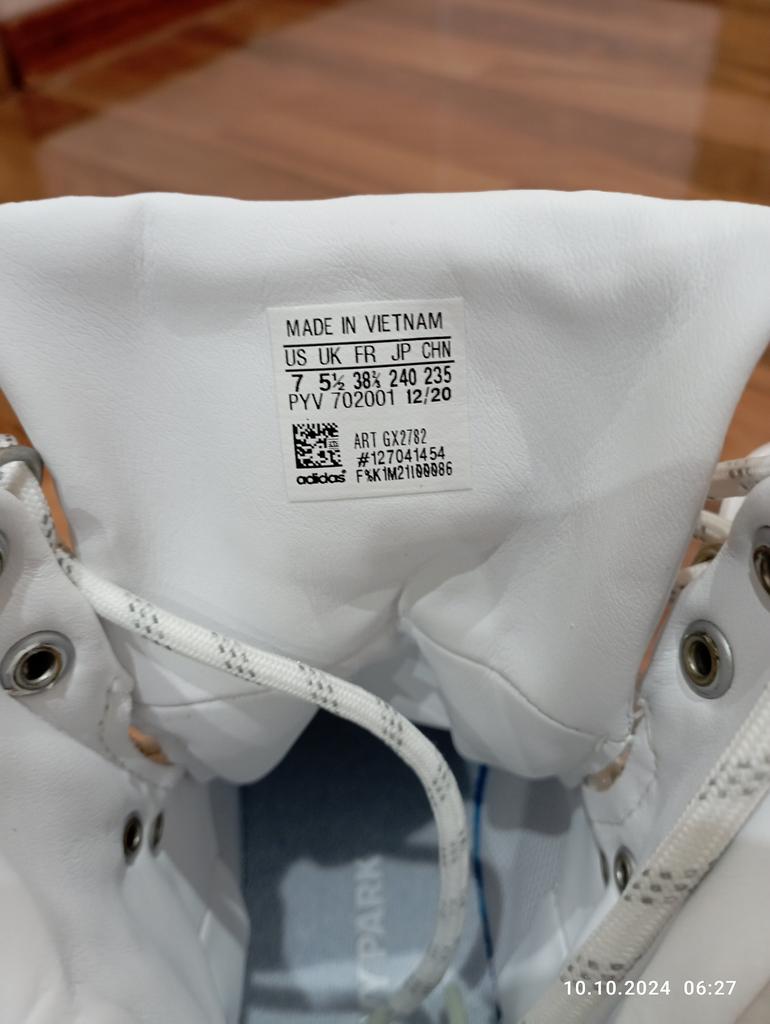 MADE IN VIETNAM
US UK FR JP CHN
7 5½ 38⅔ 240 235
PYV 702001 12/20
ART GX2782
#127041454
adidas
Y PARK
10.10.2024 06:27